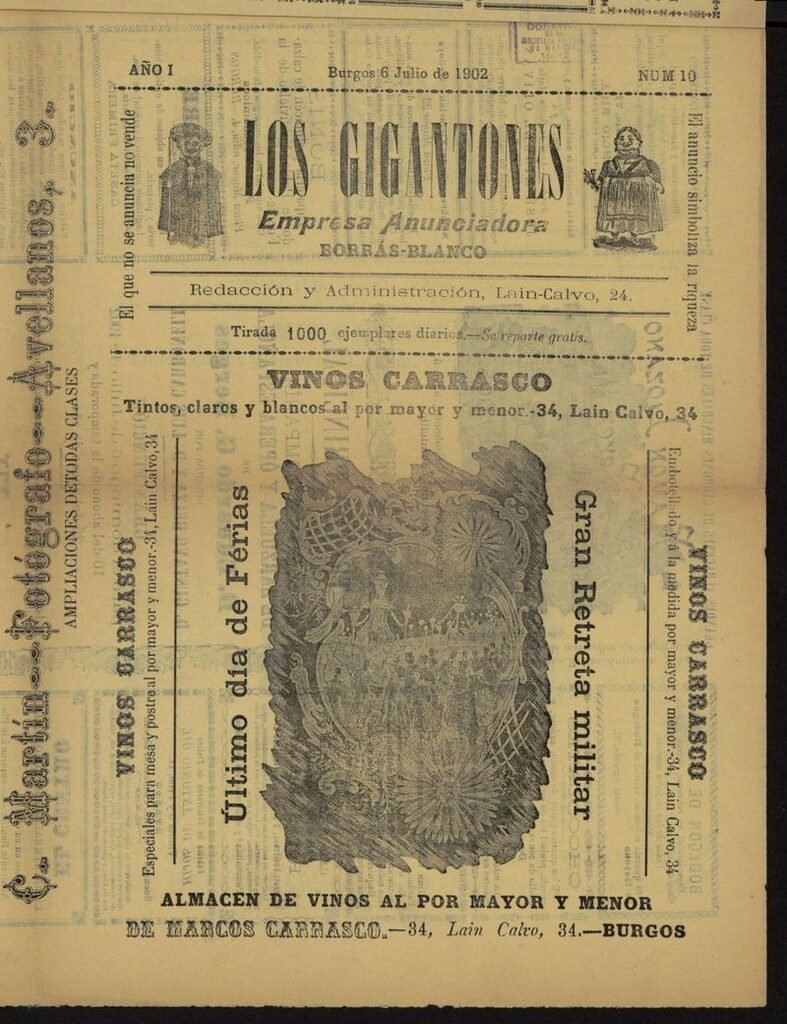 AÑO I
Burgos 6 Julio de 1902
NUM 10
El que no se anuncia no vende
LOS GIGANTONES
Empresa Anunciadora
BORRÁS-BLANCO
El anuncio simboliza la riqueza
Redacción y Administración, Lain-Calvo, 24.
Tirada 1000 ejemplares diarios.—Se reparte gratis.
VINOS CARRASCO
Tintos, claros y blancos al por mayor y menor.-34, Lain Calvo, 34
C. Martín--Fotógrafo--Avellanos, 3.
AMPLIACIONES DETODAS CLASES
VINOS CARRASCO
Especiales para mesa y postre al por mayor y menor.-34, Lain Calvo, 34
Último día de Férias
Gran Retreta militar
Embotellado y á la medida por mayor y menor.-34, Lain Calvo, 34
VINOS CARRASCO
ALMACEN DE VINOS AL POR MAYOR Y MENOR
DE MARCOS CARRASCO.—34, Lain Calvo, 34.—BURGOS